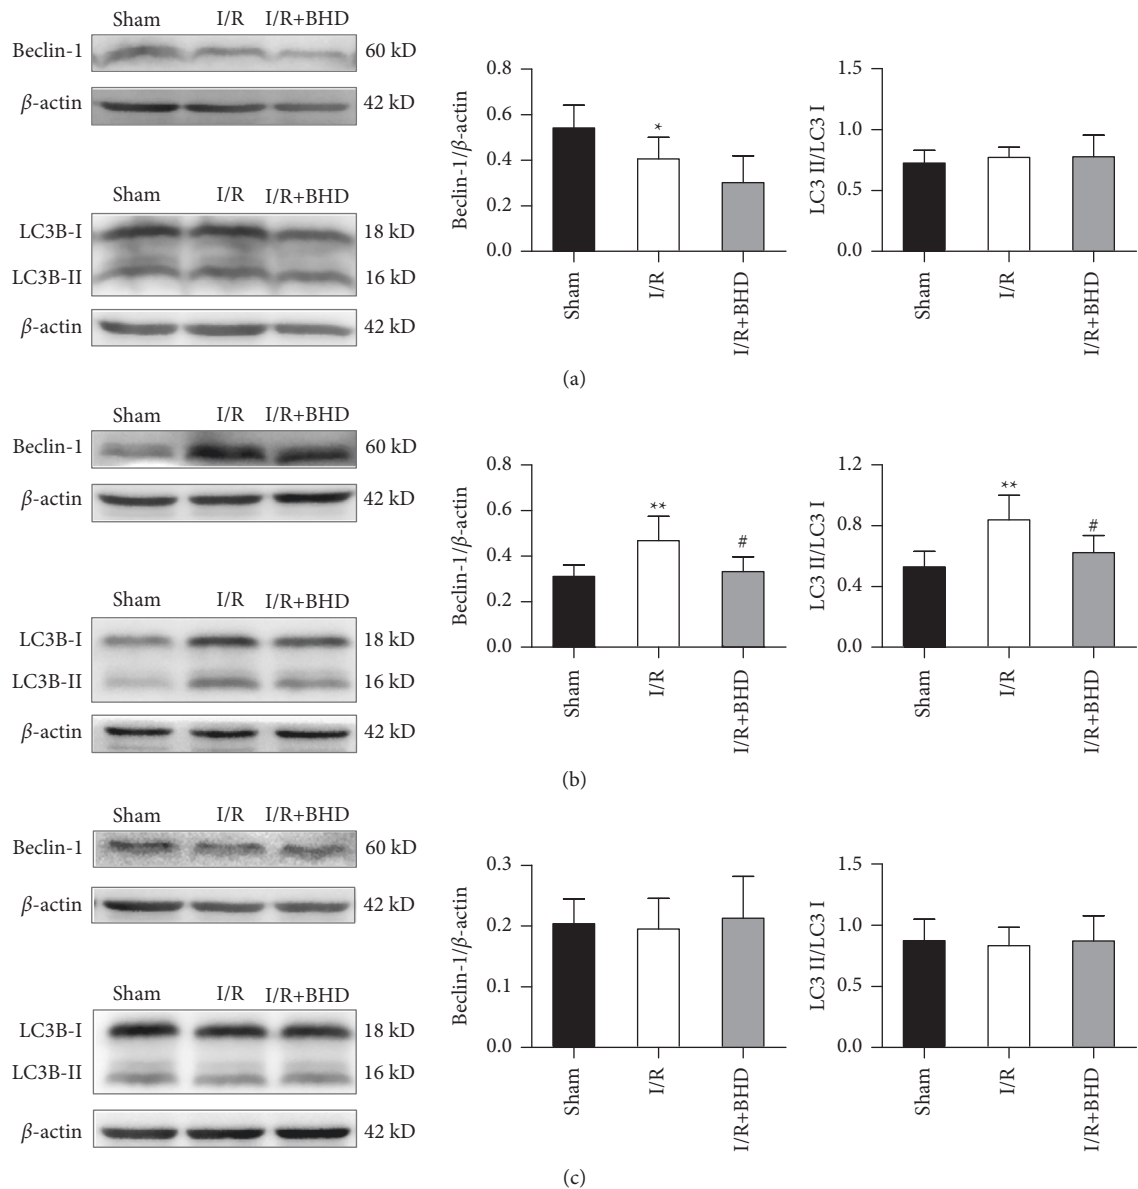 Sham I/R I/R+BHD
Beclin-1 60 kD
β-actin 42 kD
Sham I/R I/R+BHD
LC3B-I 18 kD
LC3B-II 16 kD
β-actin 42 kD
0.8
0.6
0.4
0.2
0.0
Beclin-1/β-actin
*
Sham
I/R
I/R+BHD
1.5
1.0
0.5
0.0
LC3 II/LC3 I
Sham
I/R
I/R+BHD
(a)
Sham I/R I/R+BHD
Beclin-1 60 kD
β-actin 42 kD
Sham I/R I/R+BHD
LC3B-I 18 kD
LC3B-II 16 kD
β-actin 42 kD
0.8
0.6
0.4
0.2
0.0
Beclin-1/β-actin
**
#
Sham
I/R
I/R+BHD
1.2
0.8
0.4
0.0
LC3 II/LC3 I
**
#
Sham
I/R
I/R+BHD
(b)
Sham I/R I/R+BHD
Beclin-1 60 kD
β-actin 42 kD
Sham I/R I/R+BHD
LC3B-I 18 kD
LC3B-II 16 kD
β-actin 42 kD
0.3
0.2
0.1
0.0
Beclin-1/β-actin
Sham
I/R
I/R+BHD
1.5
1.0
0.5
0.0
LC3 II/LC3 I
Sham
I/R
I/R+BHD
(c)